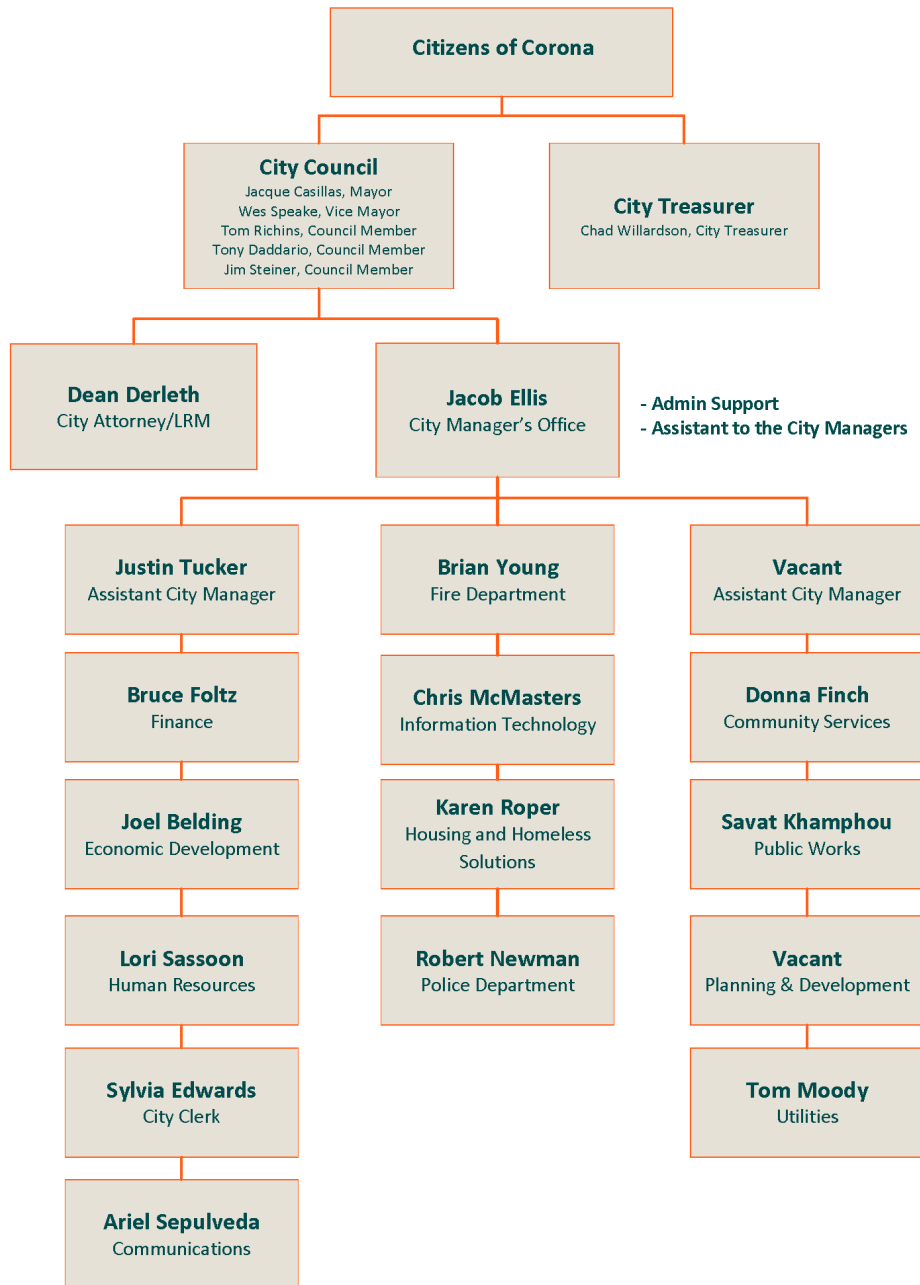 Citizens of Corona
City Council
Jacque Casillas, Mayor
Wes Speake, Vice Mayor
Tom Richins, Council Member
Tony Daddario, Council Member
Jim Steiner, Council Member
City Treasurer
Chad Willardson, City Treasurer
Dean Derleth
City Attorney/LRM
Jacob Ellis
City Manager’s Office
- Admin Support
- Assistant to the City Managers
Justin Tucker
Assistant City Manager
Bruce Foltz
Finance
Joel Belding
Economic Development
Lori Sassoon
Human Resources
Sylvia Edwards
City Clerk
Ariel Sepulveda
Communications
Brian Young
Fire Department
Chris McMasters
Information Technology
Karen Roper
Housing and Homeless
Solutions
Robert Newman
Police Department
Vacant
Assistant City Manager
Donna Finch
Community Services
Savat Khamphou
Public Works
Vacant
Planning & Development
Tom Moody
Utilities